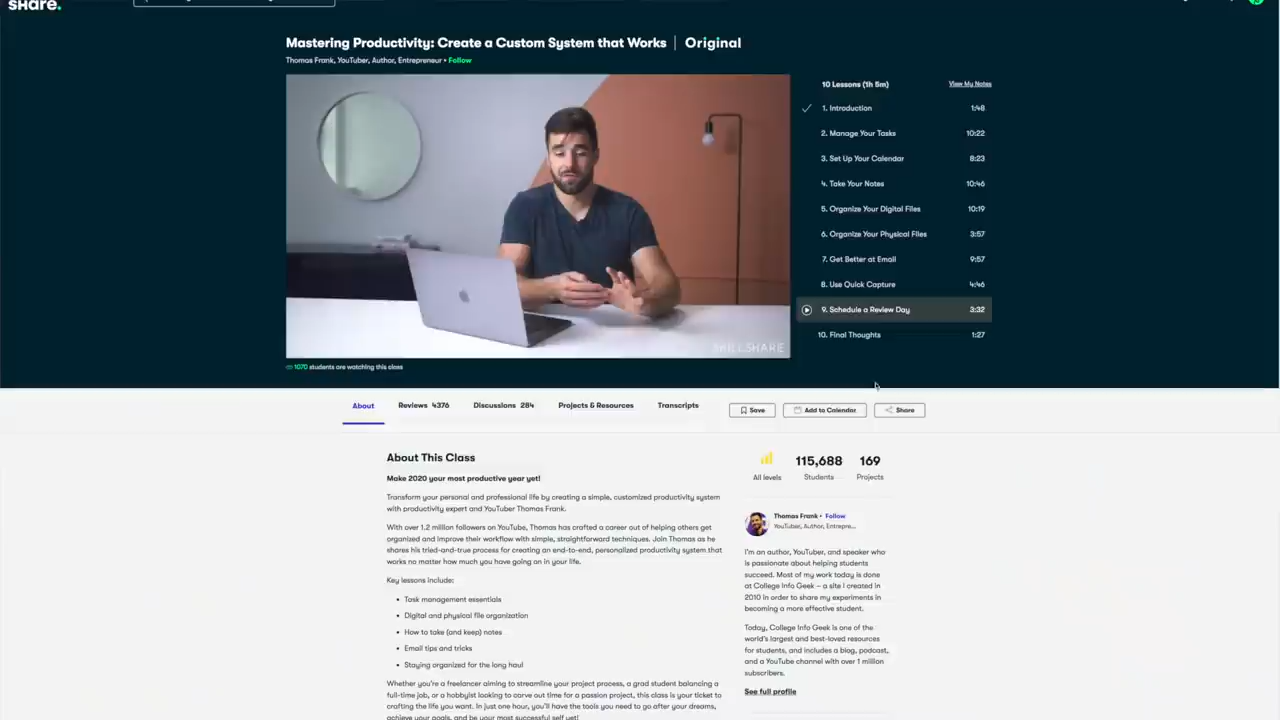 share.
Mastering Productivity: Create a Custom System that Works | Original
Thomas Frank, YouTuber, Author, Entrepreneur • Follow
10 Lessons (1h 5m) View My Notes
1. Introduction 1:48
2. Manage Your Tasks 10:22
3. Set Up Your Calendar 8:23
4. Take Your Notes 10:46
5. Organize Your Digital Files 10:19
6. Organize Your Physical Files 3:57
7. Get Better at Email 9:57
8. Use Quick Capture 4:46
9. Schedule a Review Day 3:32
10. Final Thoughts 1:27
SKILLSHARE
1070 students are watching this class
About Reviews 4376 Discussions 284 Projects & Resources Transcripts Save Add to Calendar Share
About This Class
Make 2020 your most productive year yet!
Transform your personal and professional life by creating a simple, customized productivity system
with productivity expert and YouTuber Thomas Frank.
With over 1.2 million followers on YouTube, Thomas has crafted a career out of helping others get
organized and improve their workflow with simple, straightforward techniques. Join Thomas as he
shares his tried-and-true process for creating an end-to-end, personalized productivity system that
works no matter how much you have going on in your life.
Key lessons include:
• Task management essentials
• Digital and physical file organization
• How to take (and keep) notes
• Email tips and tricks
• Staying organized for the long haul
Whether you're a freelancer aiming to streamline your project process, a grad student balancing a
full-time job, or a hobbyist looking to carve out time for a passion project, this class is your ticket to
crafting the life you want. In just one hour, you'll have the tools you need to go after your dreams,
achieve your goals, and be your most successful self yet!
115,688 169
All levels Students Projects
Thomas Frank • Follow
YouTuber, Author, Entrepre...
I'm an author, YouTuber, and speaker who
is passionate about helping students
succeed. Most of my work today is done
at College Info Geek – a site I created in
2010 in order to share my experiments in
becoming a more effective student.
Today, College Info Geek is one of the
world's largest and best-loved resources
for students, and includes a blog, podcast,
and a YouTube channel with over 1 million
subscribers.
See full profile